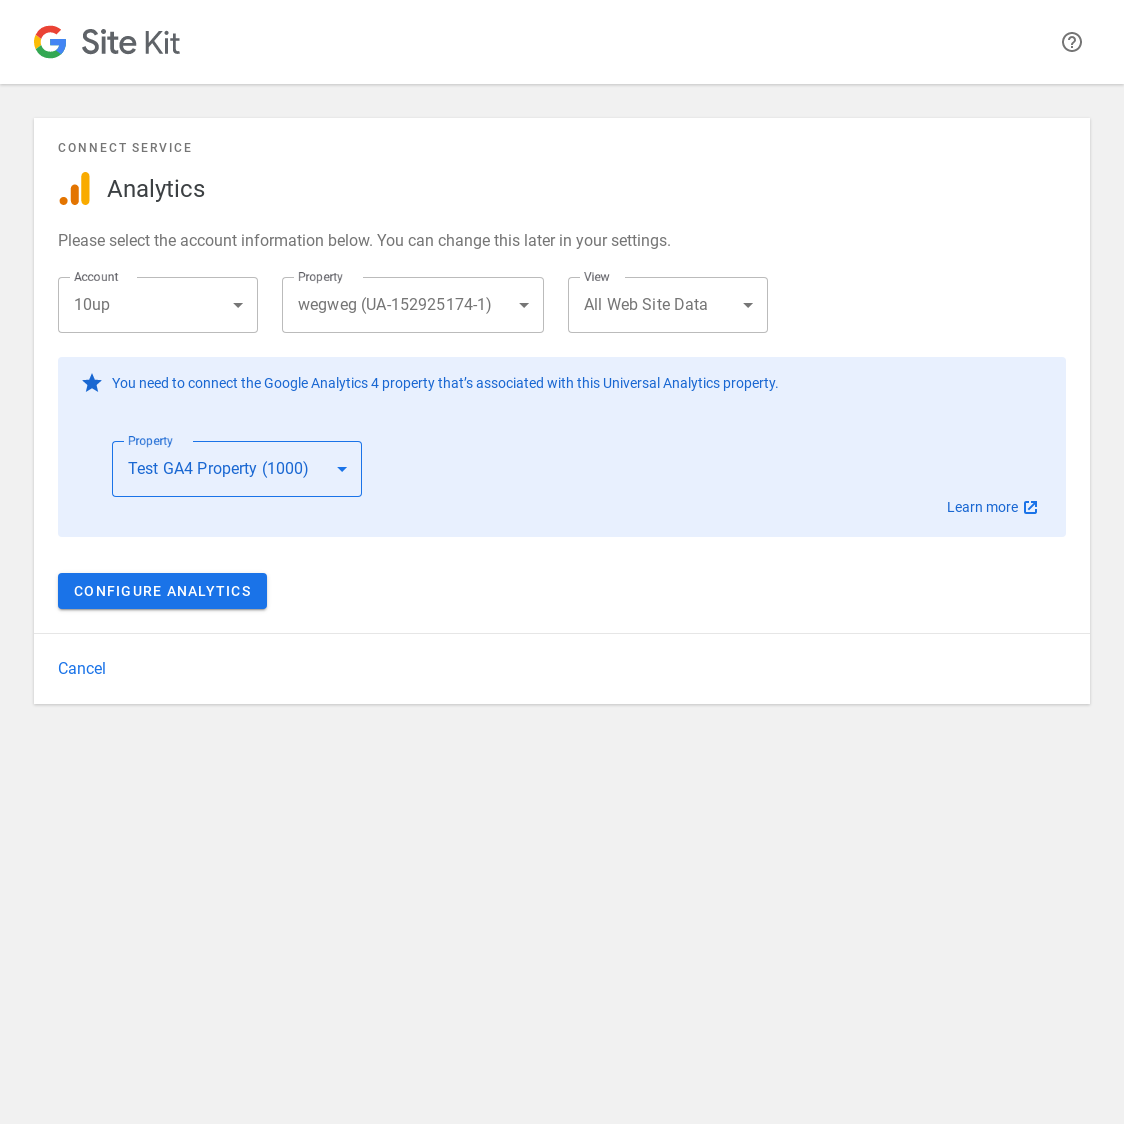 Site Kit
CONNECT SERVICE
Analytics
Please select the account information below. You can change this later in your settings.
Account
10up
Property
wegweg (UA-152925174-1)
View
All Web Site Data
You need to connect the Google Analytics 4 property that’s associated with this Universal Analytics property.
Property
Test GA4 Property (1000)
Learn more
CONFIGURE ANALYTICS
Cancel